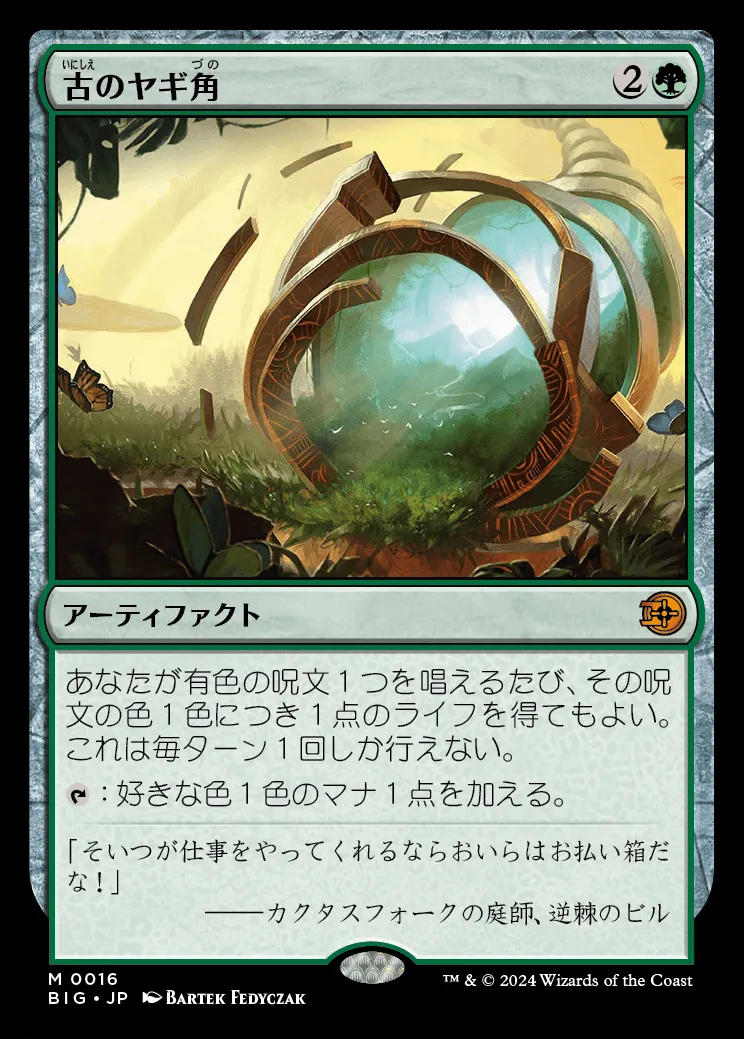 いにしえ づの
古のヤギ角
2
アーティファクト
あなたが有色の呪文１つを唱えるたび、その呪
文の色１色につき１点のライフを得てもよい。
これは毎ターン１回しか行えない。
：好きな色１色のマナ１点を加える。
「そいつが仕事をやってくれるならおいらはお払い箱だ
な！」
――カクタスフォークの庭師、逆棘のビル
M 0016
BIG • JP BARTEK FEDYCZAK
™ & © 2024 Wizards of the Coast